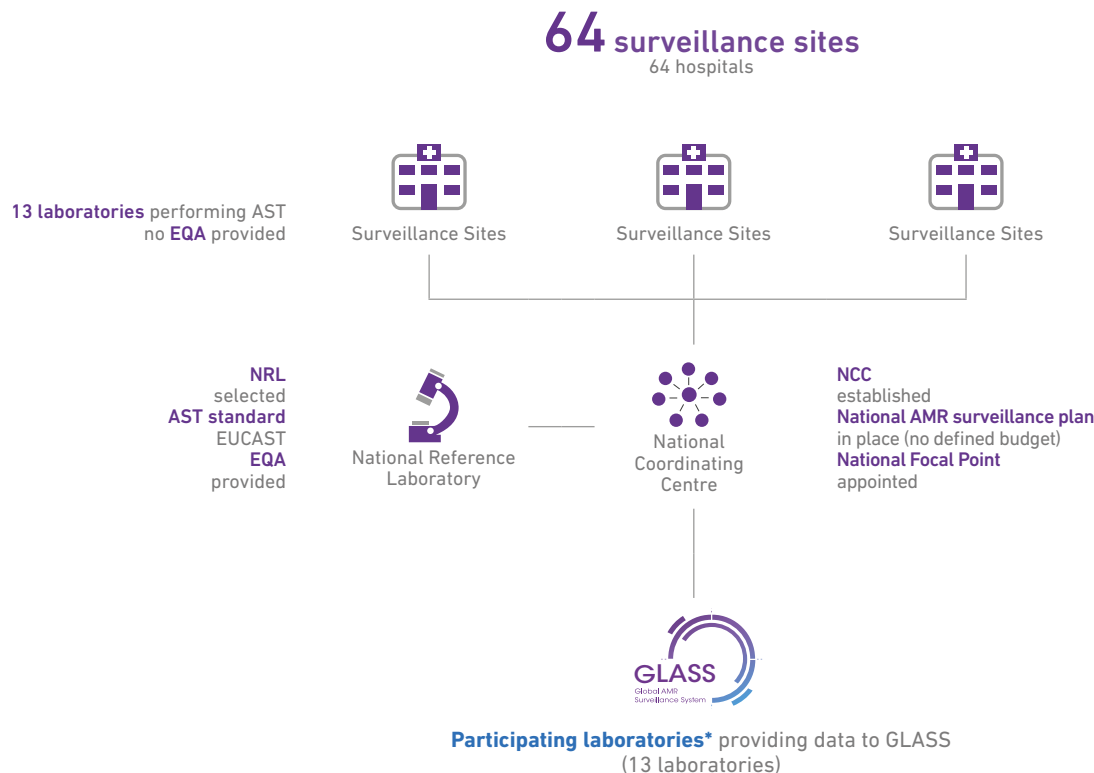 64 surveillance sites
64 hospitals
13 laboratories performing AST
no EQA provided
Surveillance Sites
Surveillance Sites
Surveillance Sites
NRL
selected
AST standard
EUCAST
EQA
provided
National Reference
Laboratory
National
Coordinating
Centre
NCC
established
National AMR surveillance plan
in place (no defined budget)
National Focal Point
appointed
GLASS
Global AMR
Surveillance System
Participating laboratories* providing data to GLASS
(13 laboratories)